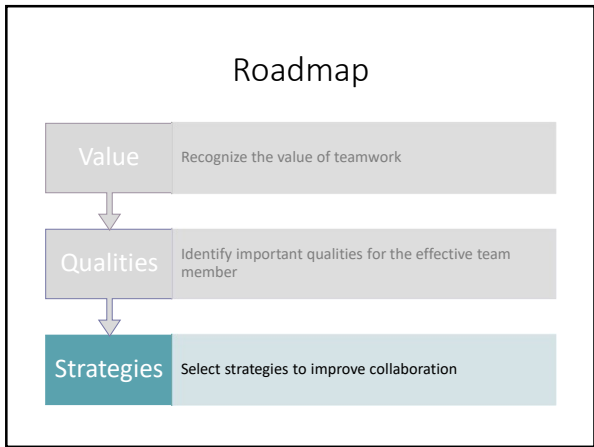 Roadmap
Value
Recognize the value of teamwork
Qualities
Identify important qualities for the effective team
member
Strategies
Select strategies to improve collaboration